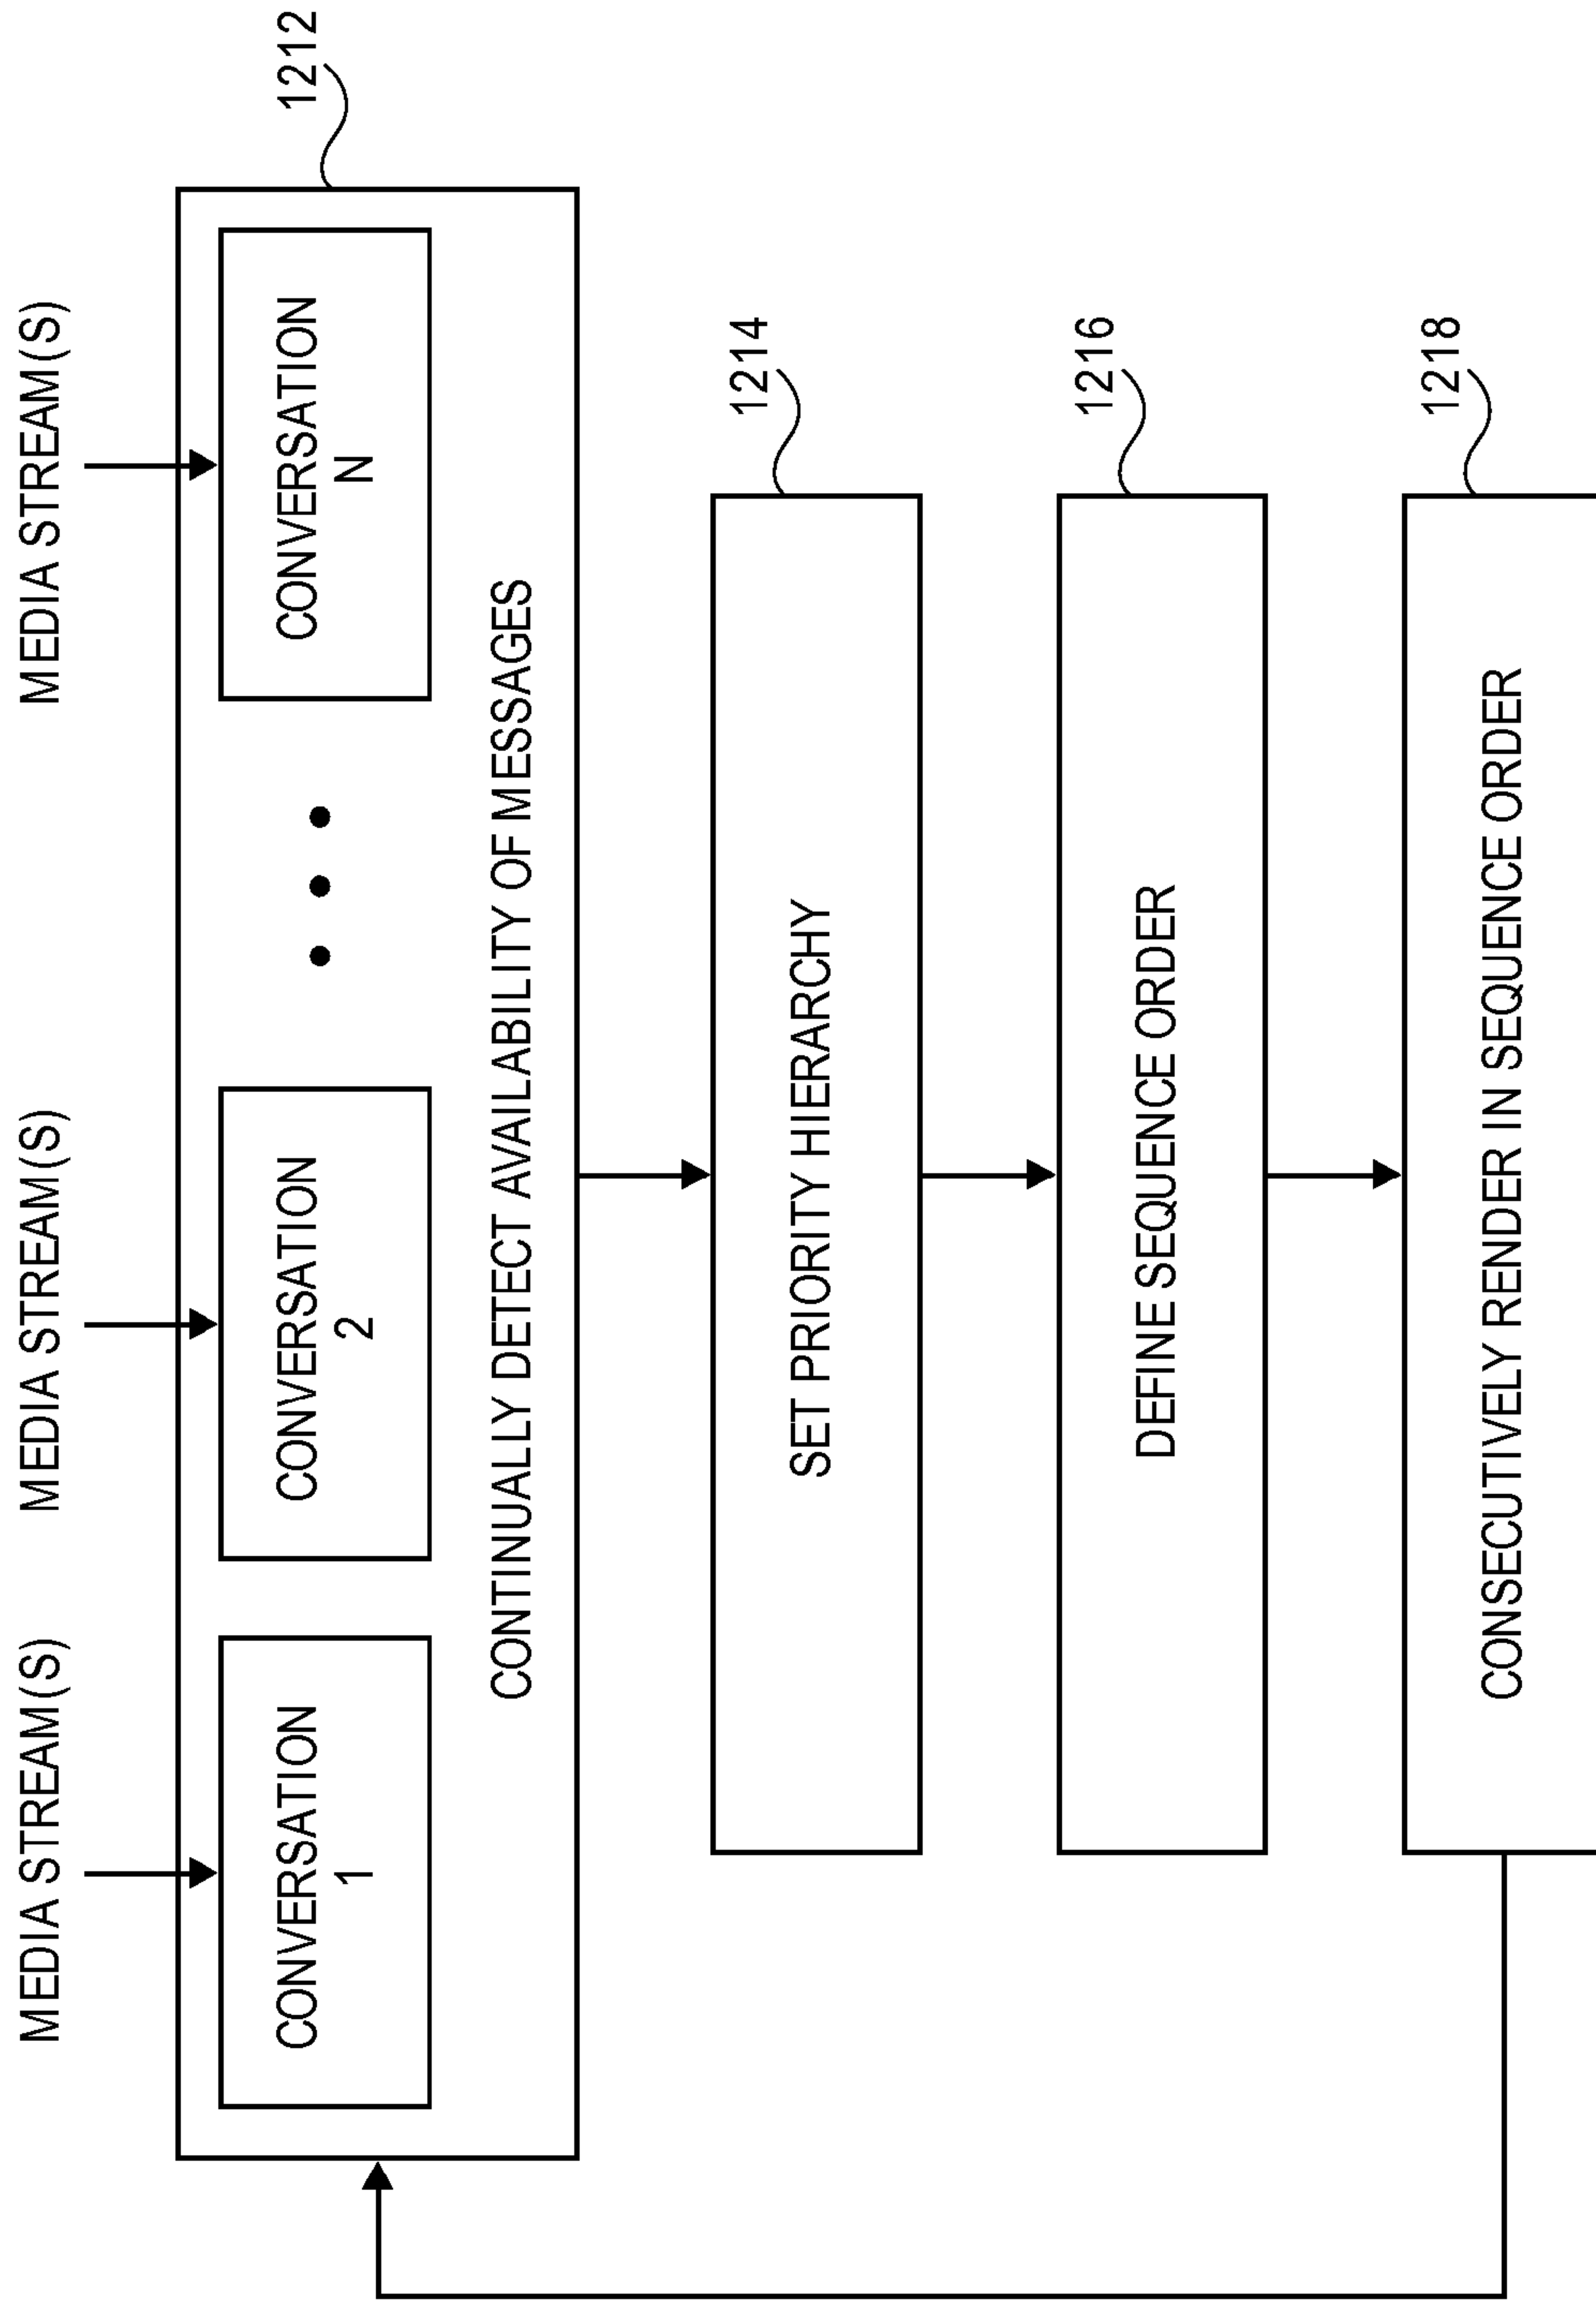 MEDIA STREAM(S)
MEDIA STREAM(S)
MEDIA STREAM(S)
1212
CONVERSATION
1
CONVERSATION
2
CONVERSATION
N
CONTINUALLY DETECT AVAILABILITY OF MESSAGES
1214
SET PRIORITY HIERARCHY
1216
DEFINE SEQUENCE ORDER
1218
CONSECUTIVELY RENDER IN SEQUENCE ORDER